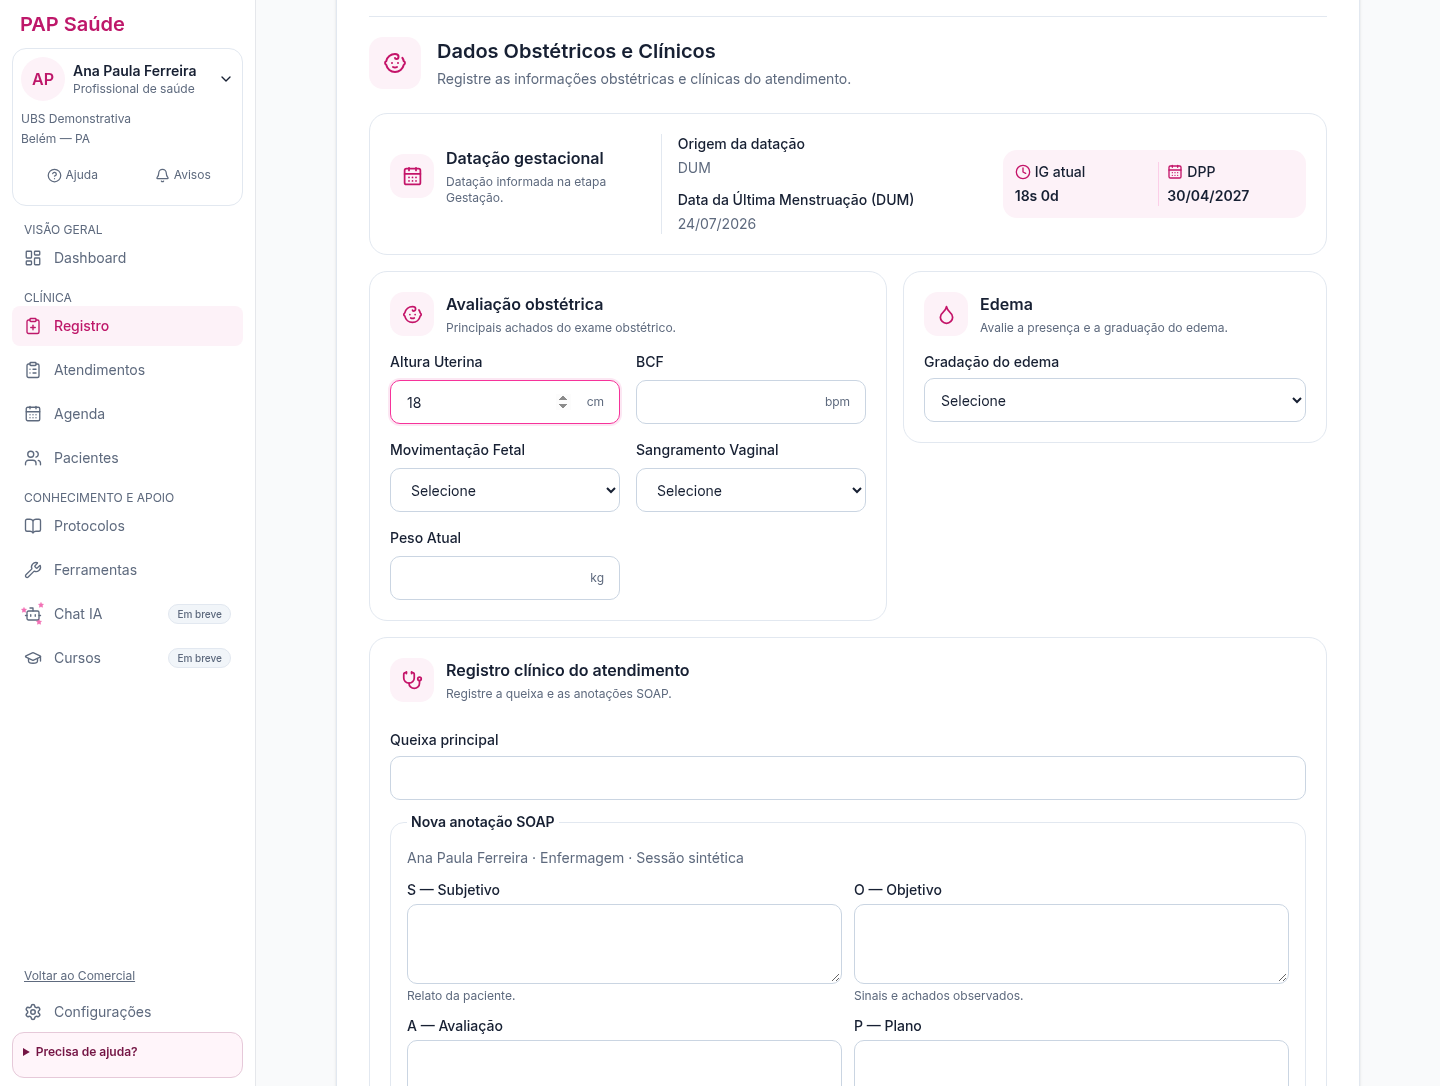 PAP Saúde
AP
Ana Paula Ferreira
Profissional de saúde
UBS Demonstrativa
Belém — PA
Ajuda
Avisos
VISÃO GERAL
Dashboard
CLÍNICA
Registro
Atendimentos
Agenda
Pacientes
CONHECIMENTO E APOIO
Protocolos
Ferramentas
Chat IA
Em breve
Cursos
Em breve
Voltar ao Comercial
Configurações
Precisa de ajuda?
Dados Obstétricos e Clínicos
Registre as informações obstétricas e clínicas do atendimento.
Datação gestacional
Datação informada na etapa
Gestação.
Origem da datação
DUM
Data da Última Menstruação (DUM)
24/07/2026
IG atual
18s 0d
DPP
30/04/2027
Avaliação obstétrica
Principais achados do exame obstétrico.
Altura Uterina
18
cm
BCF
bpm
Movimentação Fetal
Selecione
Sangramento Vaginal
Selecione
Peso Atual
kg
Edema
Avalie a presença e a graduação do edema.
Gradação do edema
Selecione
Registro clínico do atendimento
Registre a queixa e as anotações SOAP.
Queixa principal
Nova anotação SOAP
Ana Paula Ferreira · Enfermagem · Sessão sintética
S — Subjetivo
Relato da paciente.
O — Objetivo
Sinais e achados observados.
A — Avaliação
P — Plano